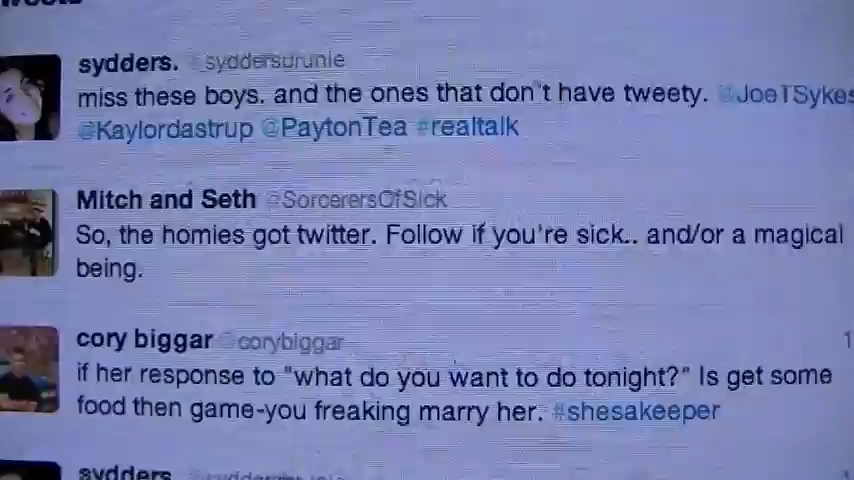 sydders. @syddersurunie
miss these boys. and the ones that don't have tweety. @JoeTSykes
@Kaylordastrup @PaytonTea #realtalk
Mitch and Seth @SorcerersOfSick
So, the homies got twitter. Follow if you're sick.. and/or a magical
being.
cory biggar @corybiggar
1
if her response to "what do you want to do tonight?" Is get some
food then game-you freaking marry her. #shesakeeper
sydders